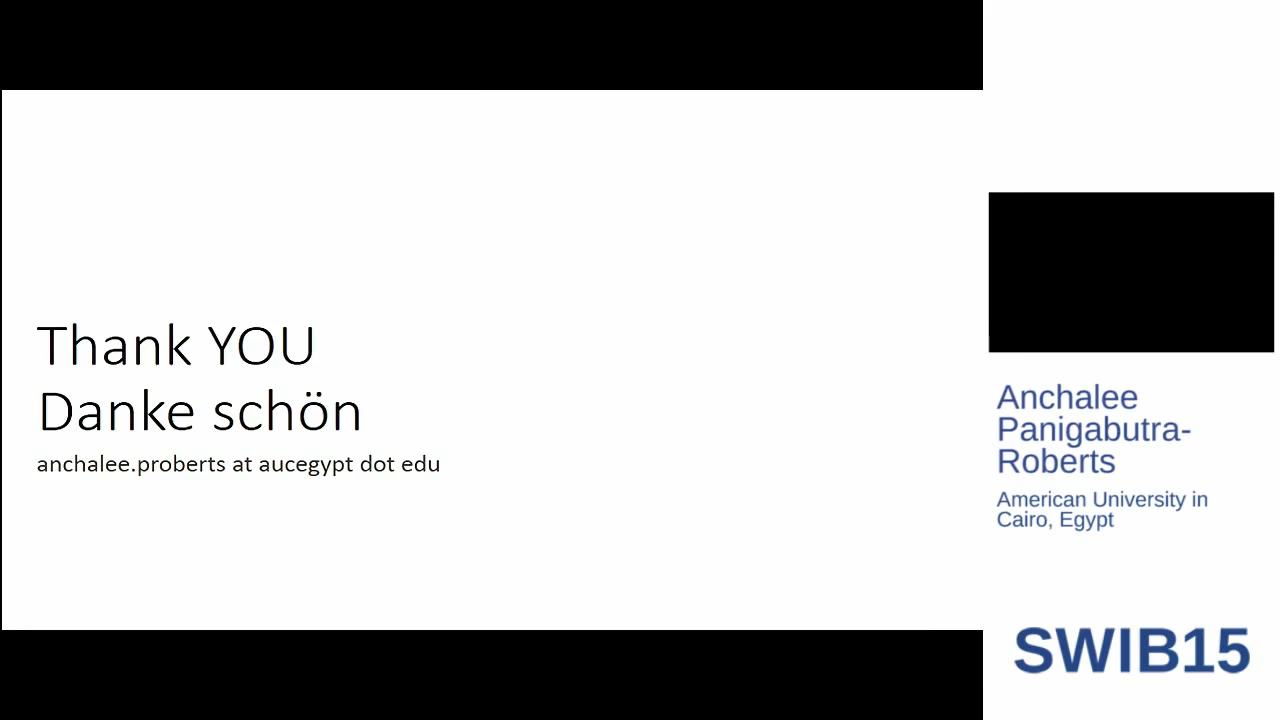 Thank YOU
Danke schön
anchalee.proberts at aucegypt dot edu
Anchalee
Panigabutra-
Roberts
American University in
Cairo, Egypt
SWIB15